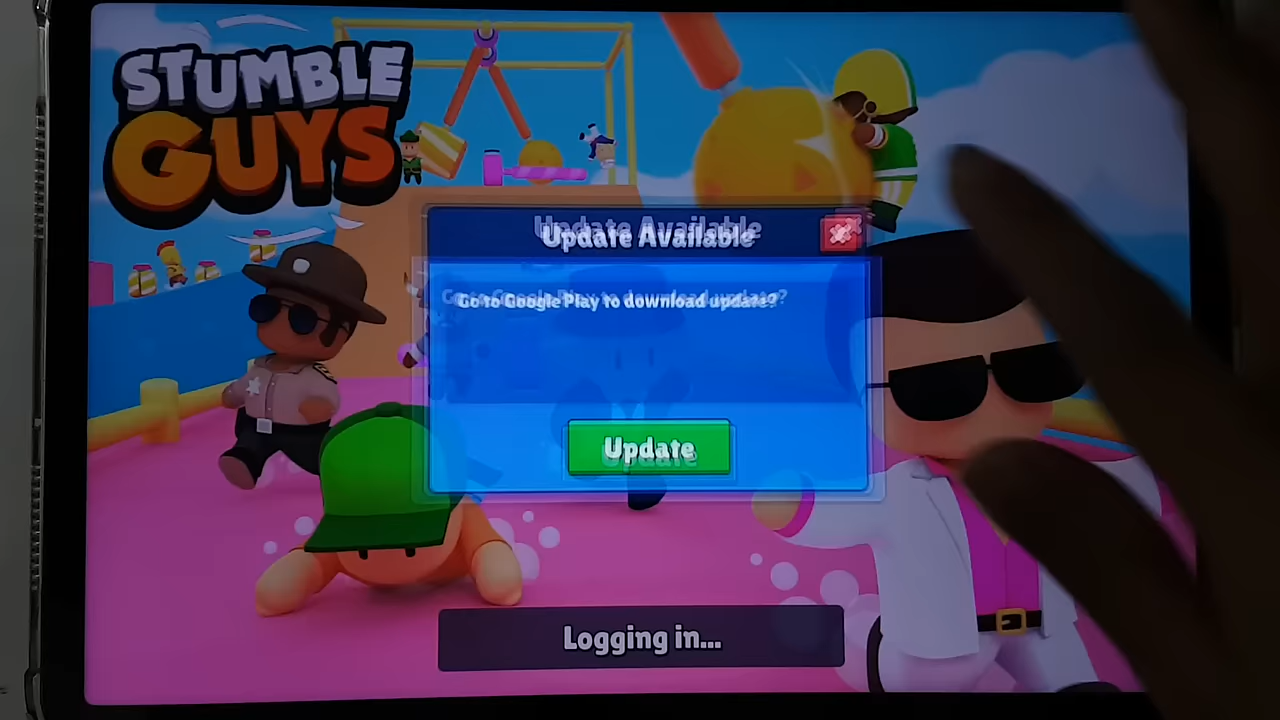 STUMBLE
GUYS
Update Available
Go to Google Play to download update?
Update
Logging in...